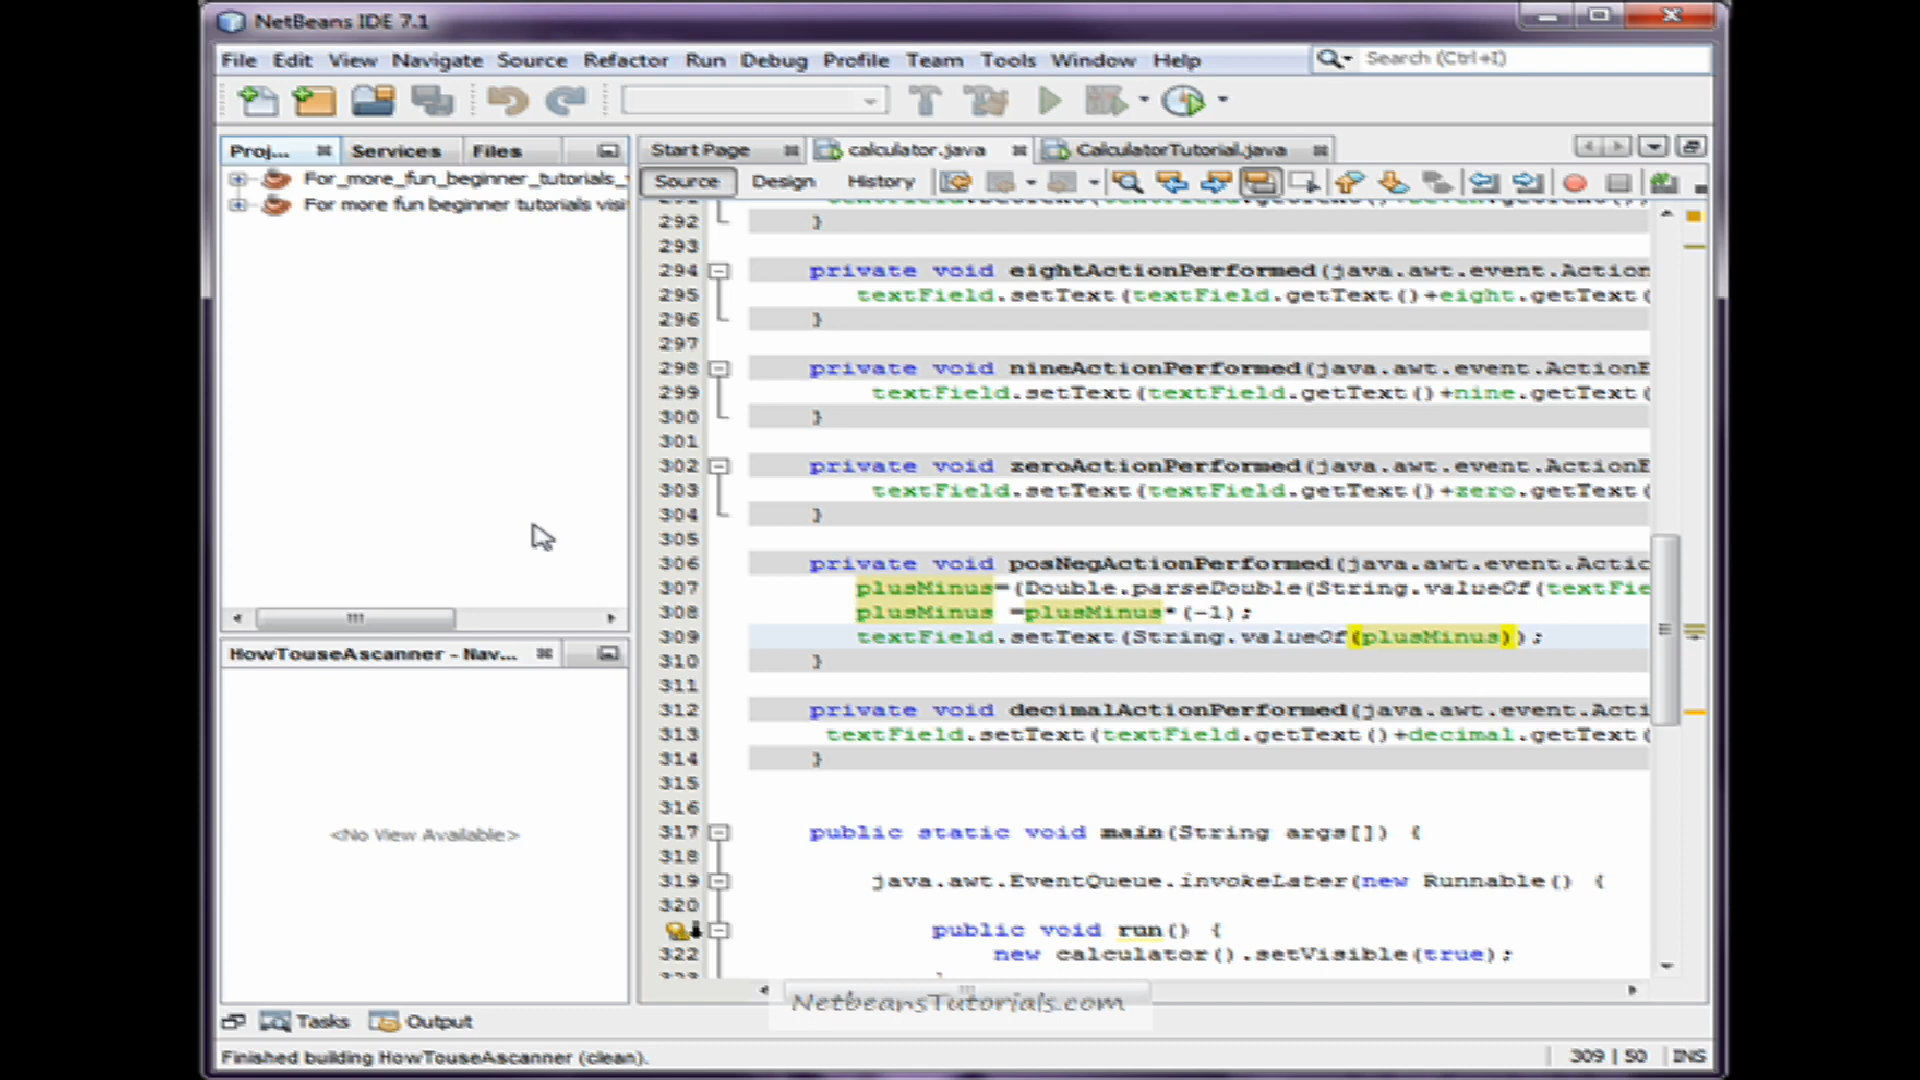 NetBeans IDE 7.1
File Edit View Navigate Source Refactor Run Debug Profile Team Tools Window Help
Search (Ctrl+I)
Proj... Services Files
Start Page calculator.java CalculatorTutorial.java
Source Design History
For_more_fun_beginner_tutorials_
For more fun beginner tutorials visi
292 }
293
294 private void eightActionPerformed(java.awt.event.Action
295 textField.setText(textField.getText()+eight.getText(
296 }
297
298 private void nineActionPerformed(java.awt.event.ActionE
299 textField.setText(textField.getText()+nine.getText(
300 }
301
302 private void zeroActionPerformed(java.awt.event.ActionE
303 textField.setText(textField.getText()+zero.getText(
304 }
305
306 private void posNegActionPerformed(java.awt.event.Actio
307 plusMinus=(Double.parseDouble(String.valueOf(textFie
308 plusMinus =plusMinus*(-1);
309 textField.setText(String.valueOf(plusMinus));
310 }
311
312 private void decimalActionPerformed(java.awt.event.Acti
313 textField.setText(textField.getText()+decimal.getText(
314 }
315
316
317 public static void main(String args[]) {
318
319 java.awt.EventQueue.invokeLater(new Runnable() {
320
public void run() {
322 new calculator().setVisible(true);
HowTouseAscanner - Nav...
<No View Available>
NetbeansTutorials.com
Tasks Output
Finished building HowTouseAscanner (clean).
309 | 50 INS